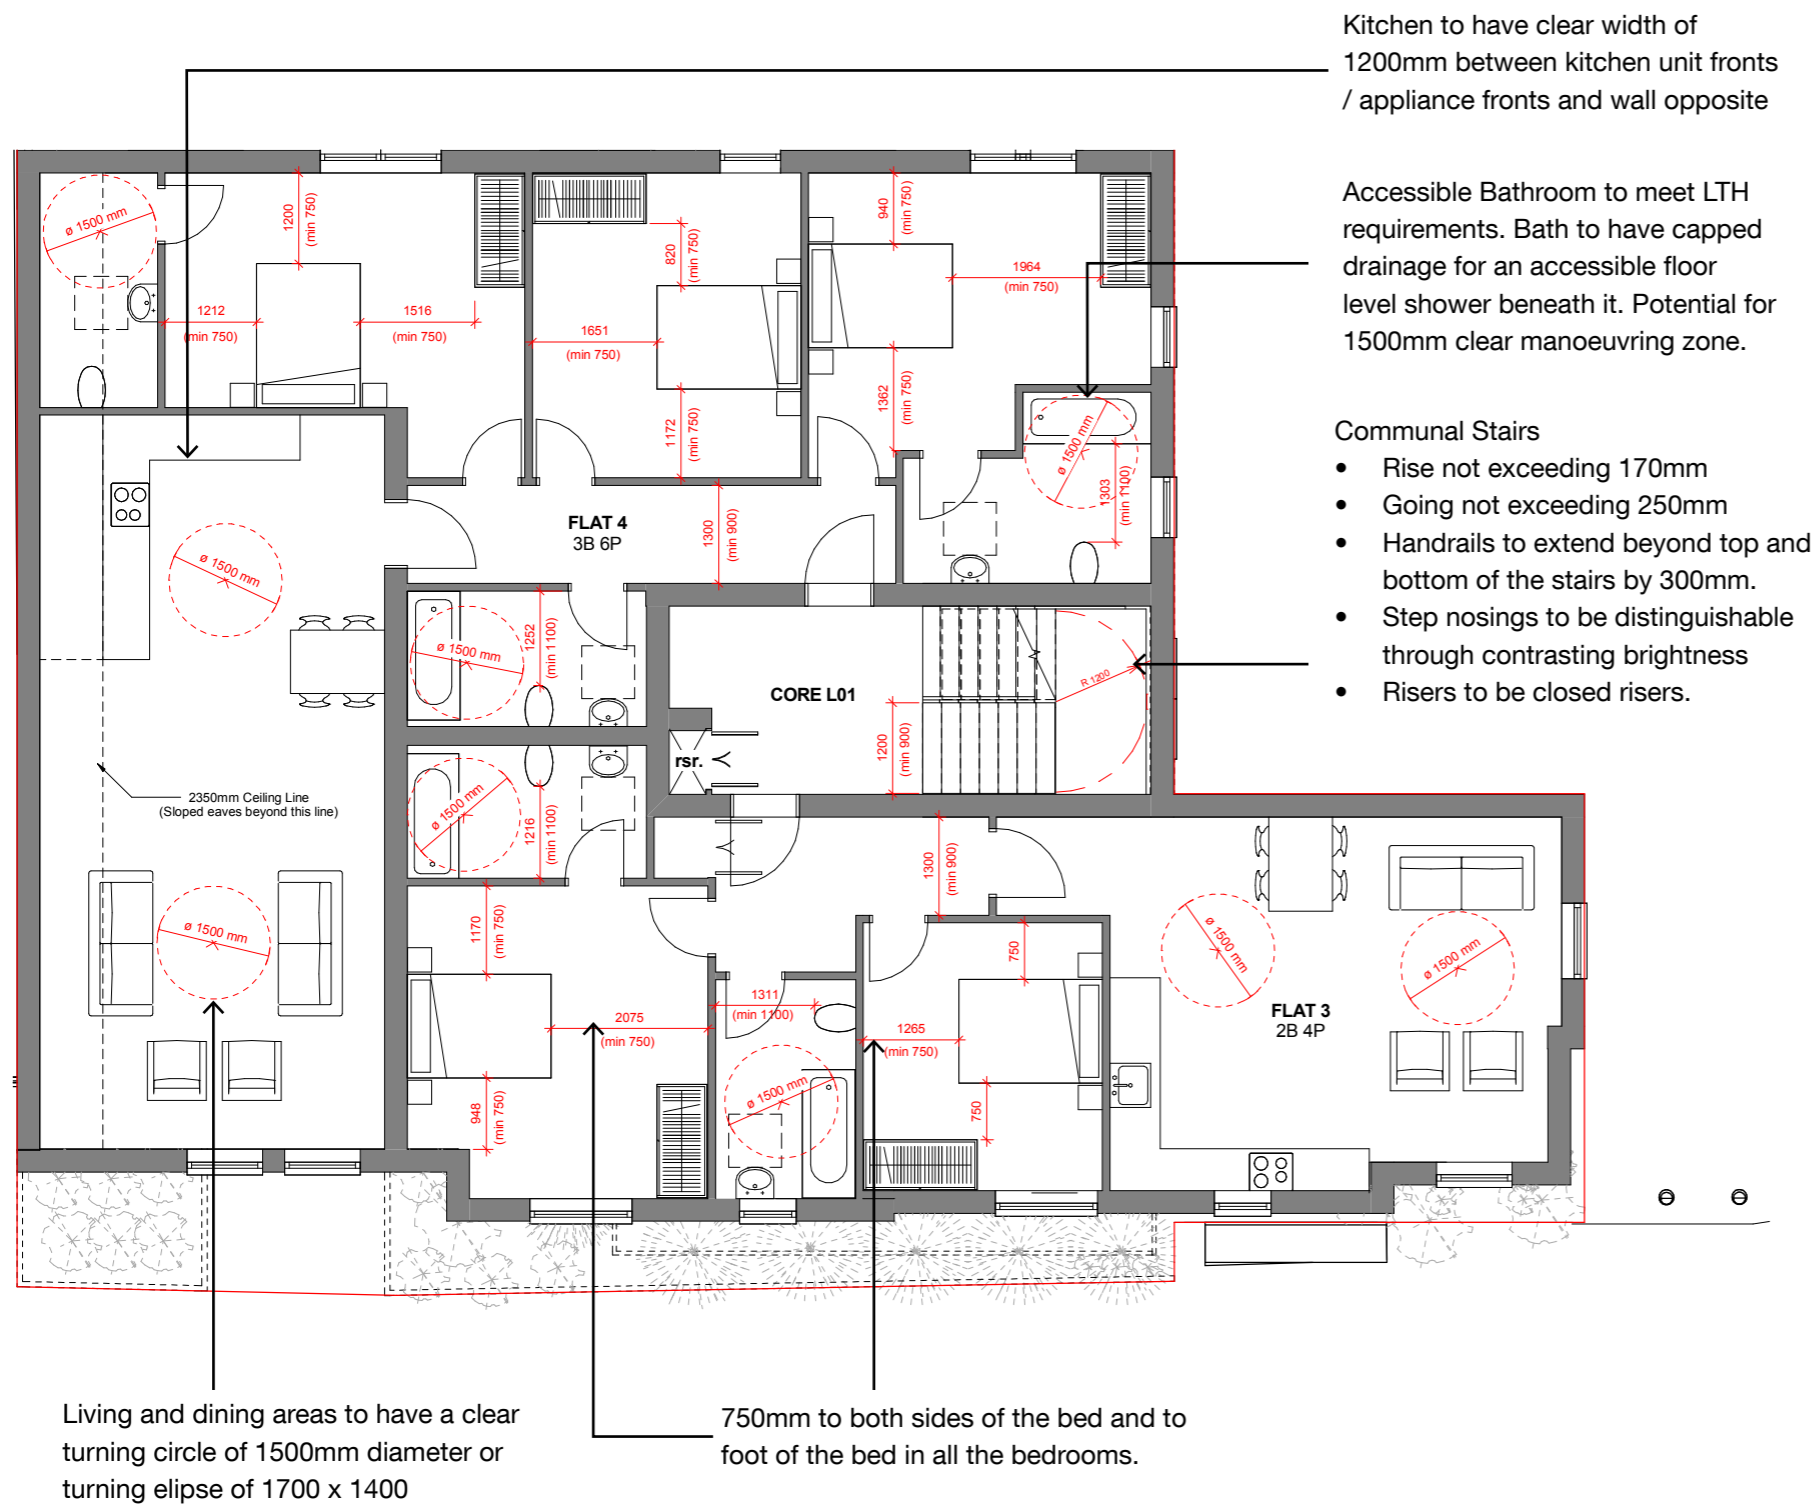 Kitchen to have clear width of
1200mm between kitchen unit fronts
/ appliance fronts and wall opposite
Accessible Bathroom to meet LTH
requirements. Bath to have capped
drainage for an accessible floor
level shower beneath it. Potential for
1500mm clear manoeuvring zone.
Communal Stairs
• Rise not exceeding 170mm
• Going not exceeding 250mm
• Handrails to extend beyond top and
bottom of the stairs by 300mm.
• Step nosings to be distinguishable
through contrasting brightness
• Risers to be closed risers.
ø 1500 mm
1200
(min 750)
1212
(min 750)
1516
(min 750)
820
(min 750)
1651
(min 750)
1172
(min 750)
940
(min 750)
1964
(min 750)
1362
(min 750)
ø 1500 mm
1303
(min 1100)
FLAT 4
3B 6P
1300
(min 900)
ø 1500 mm
ø 1500 mm
1252
(min 1100)
CORE L01
R 1200
1200
(min 900)
rsr.
2350mm Ceiling Line
(Sloped eaves beyond this line)
ø 1500 mm
1216
(min 1100)
1300
(min 900)
ø 1500 mm
1170
(min 750)
2075
(min 750)
948
(min 750)
1311
(min 1100)
ø 1500 mm
750
1265
(min 750)
750
ø 1500 mm
ø 1500 mm
FLAT 3
2B 4P
Living and dining areas to have a clear
turning circle of 1500mm diameter or
turning elipse of 1700 x 1400
750mm to both sides of the bed and to
foot of the bed in all the bedrooms.